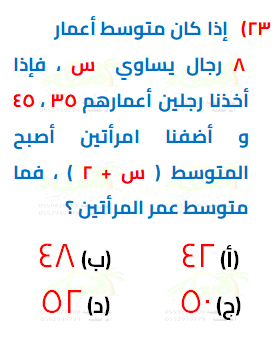 ٢٣) إذا كان متوسط أعمار
٨ رجال يساوي س ، فإذا
أخذنا رجلين أعمارهم ٣٥ ، ٤٥
و أضفنا امرأتين أصبح
المتوسط ( س + ٢ ) ، فما
متوسط عمر المرأتين ؟
(أ) ٤٢ (ب) ٤٨
(ج) ٥٠ (د) ٥٢